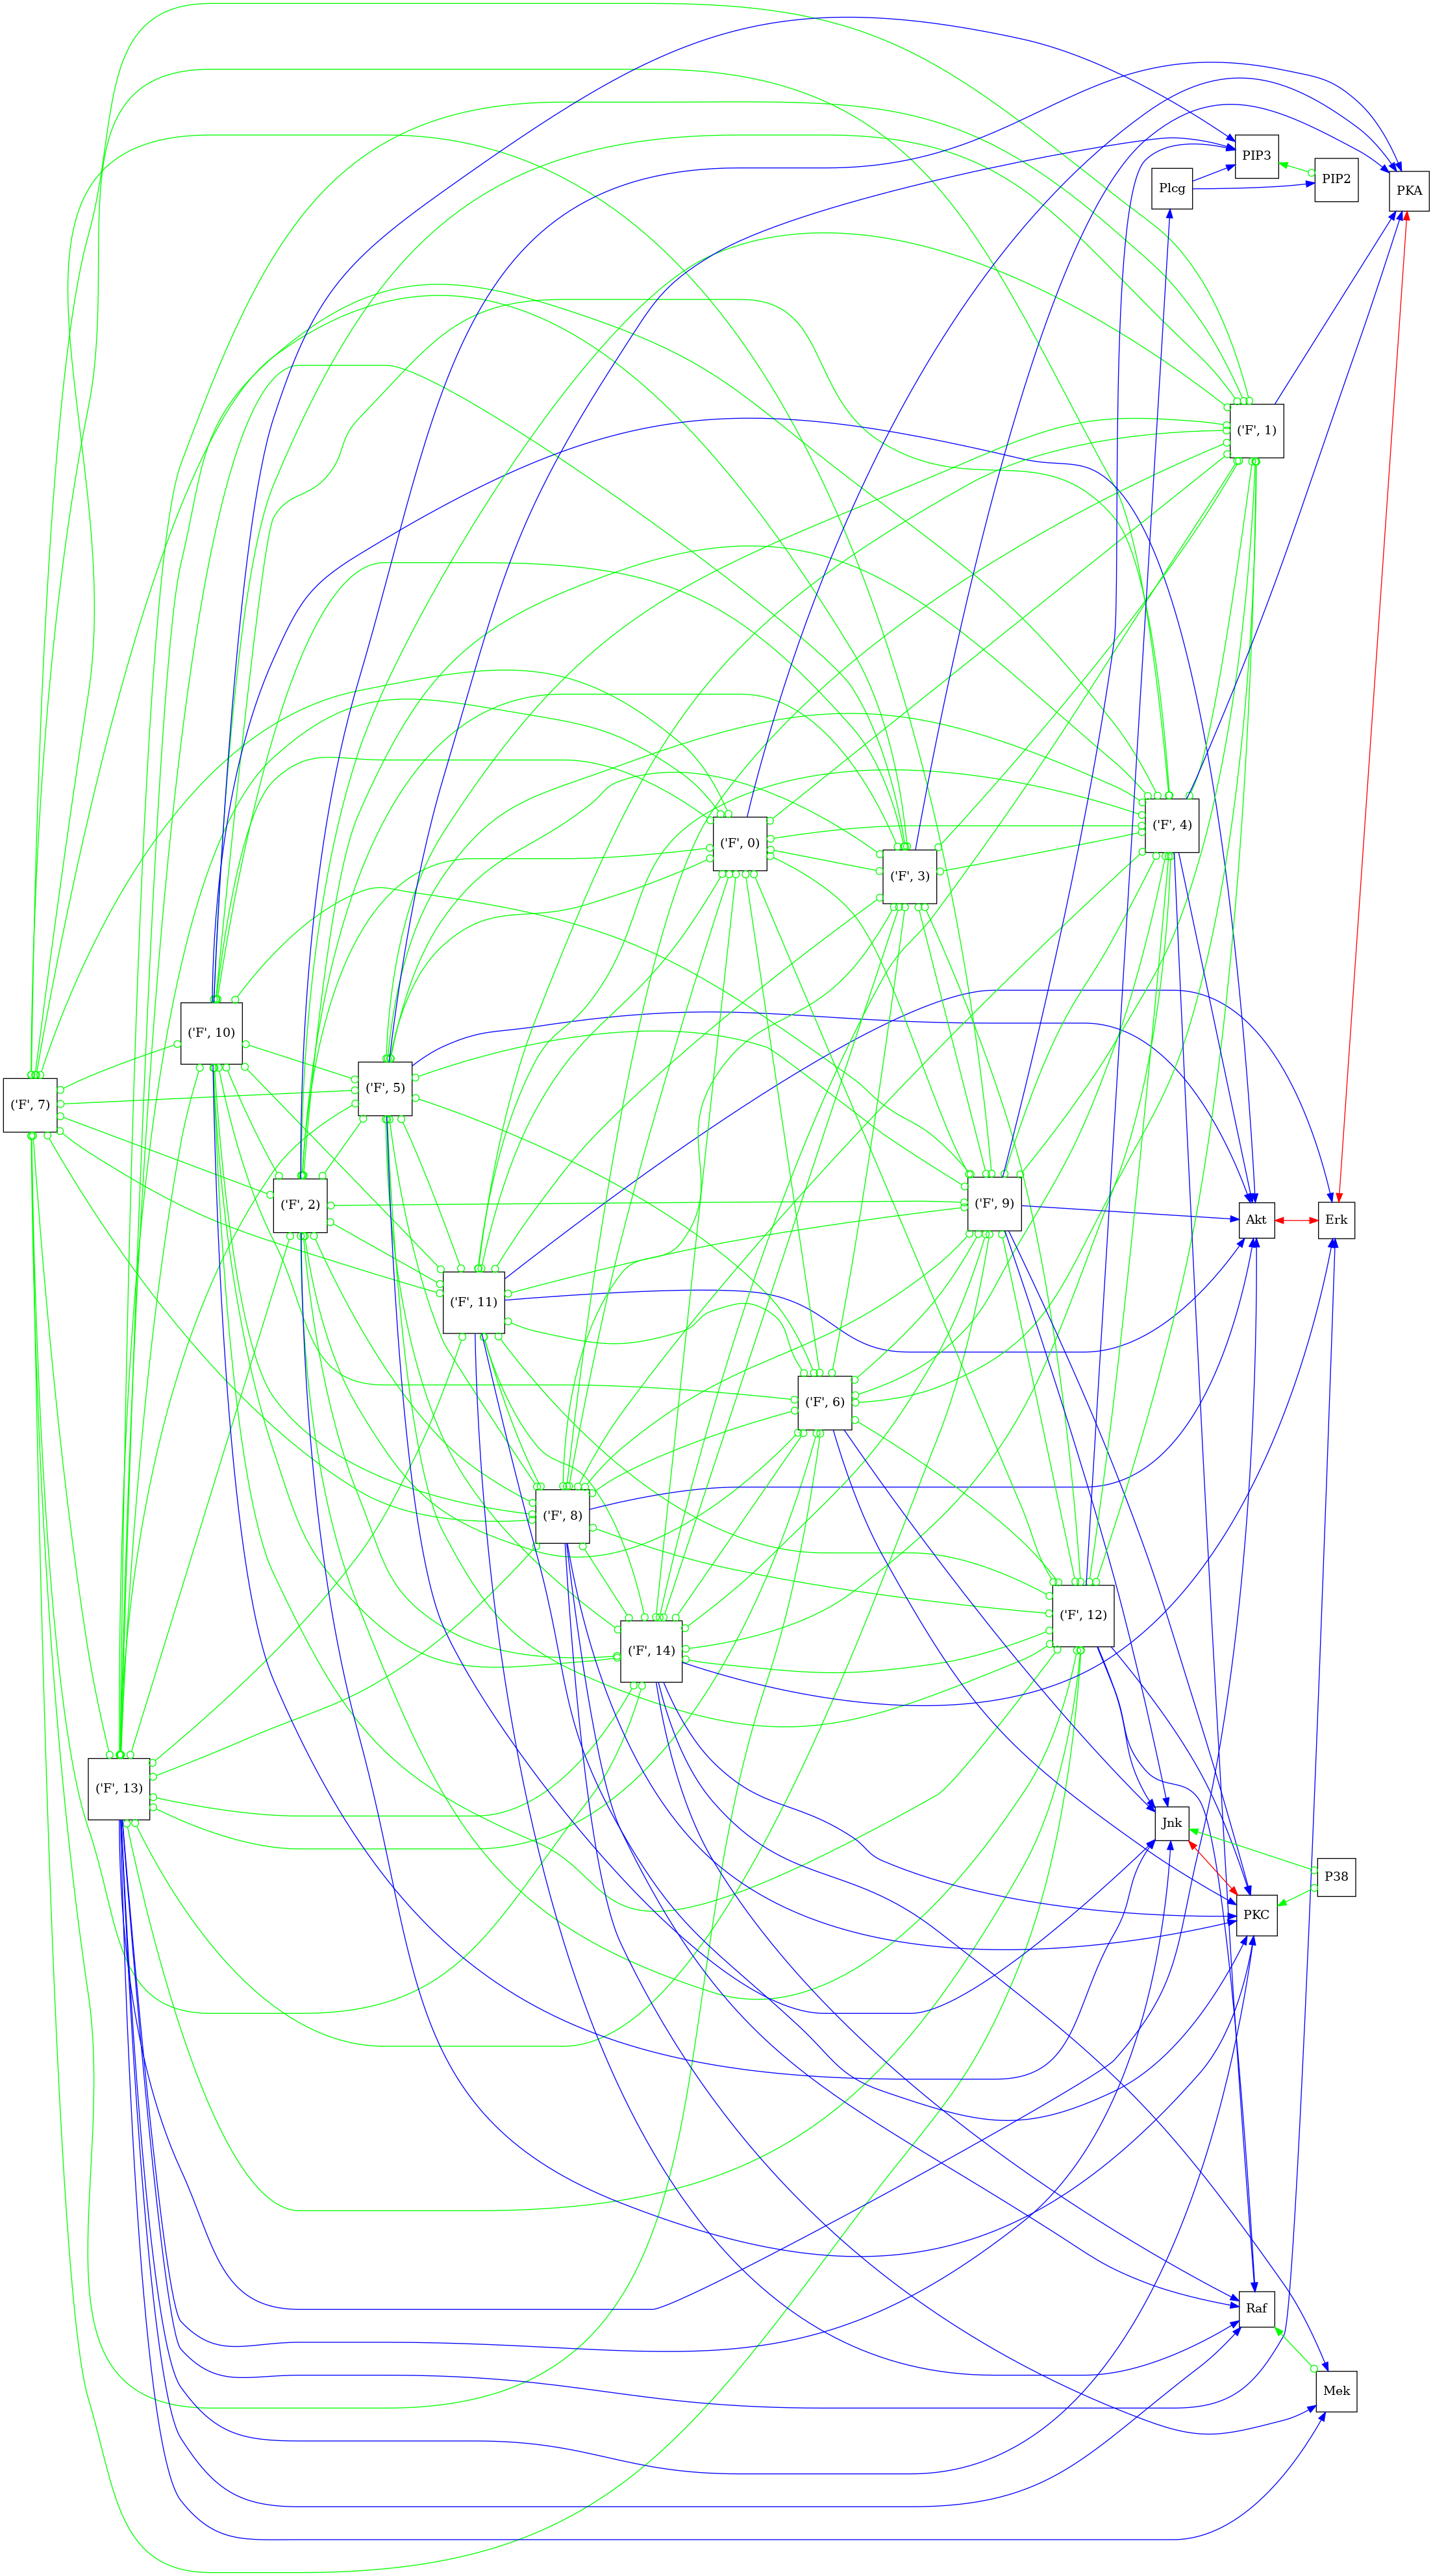 PIP3
PIP2
Plcg
PKA
('F', 1)
('F', 4)
('F', 0)
('F', 3)
('F', 10)
('F', 5)
('F', 7)
('F', 2)
('F', 9)
Akt
Erk
('F', 11)
('F', 6)
('F', 8)
('F', 12)
('F', 14)
('F', 13)
Jnk
P38
PKC
Raf
Mek